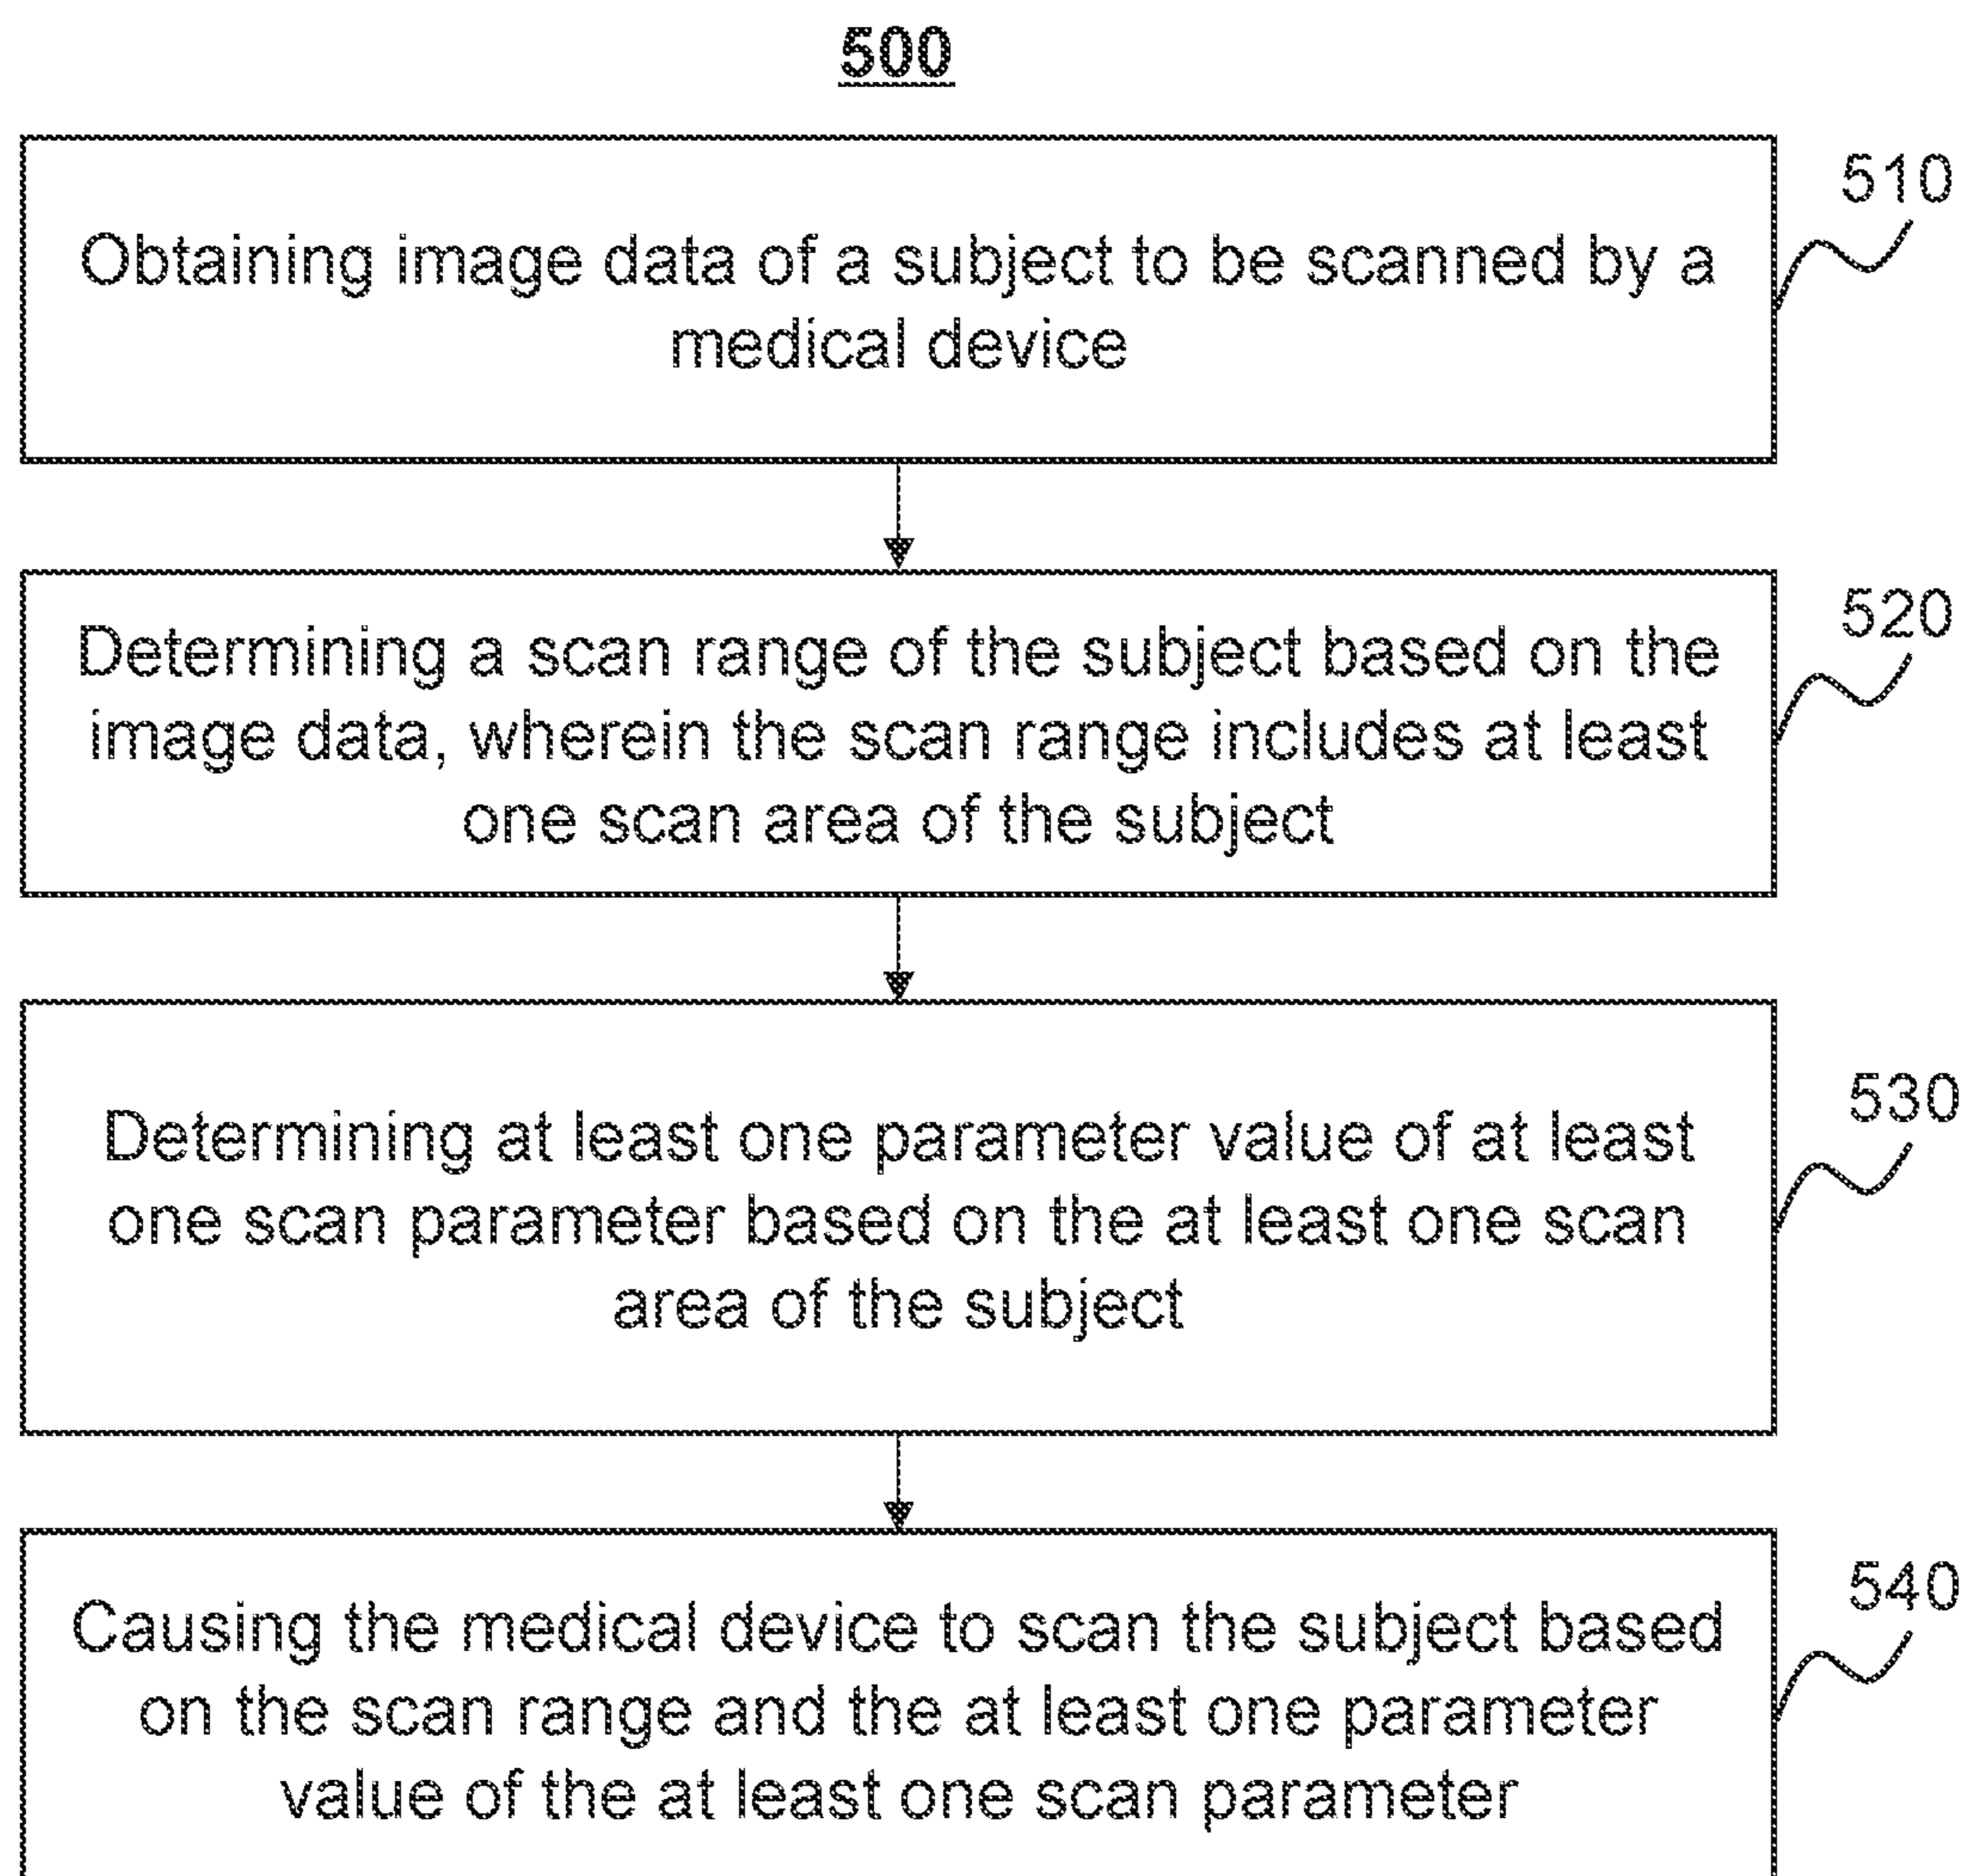 500
Obtaining image data of a subject to be scanned by a
medical device
510
Determining a scan range of the subject based on the
image data, wherein the scan range includes at least
one scan area of the subject
520
Determining at least one parameter value of at least
one scan parameter based on the at least one scan
area of the subject
530
Causing the medical device to scan the subject based
on the scan range and the at least one parameter
value of the at least one scan parameter
540